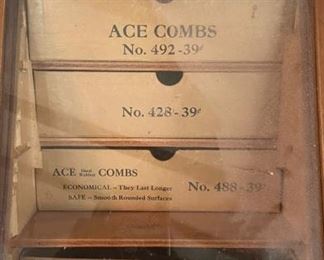 ACE COMBS
No. 492-39¢
No. 428-39¢
ACE Hard Rubber COMBS
ECONOMICAL - They Last Longer
SAFE - Smooth Rounded Surfaces
No. 488-39¢